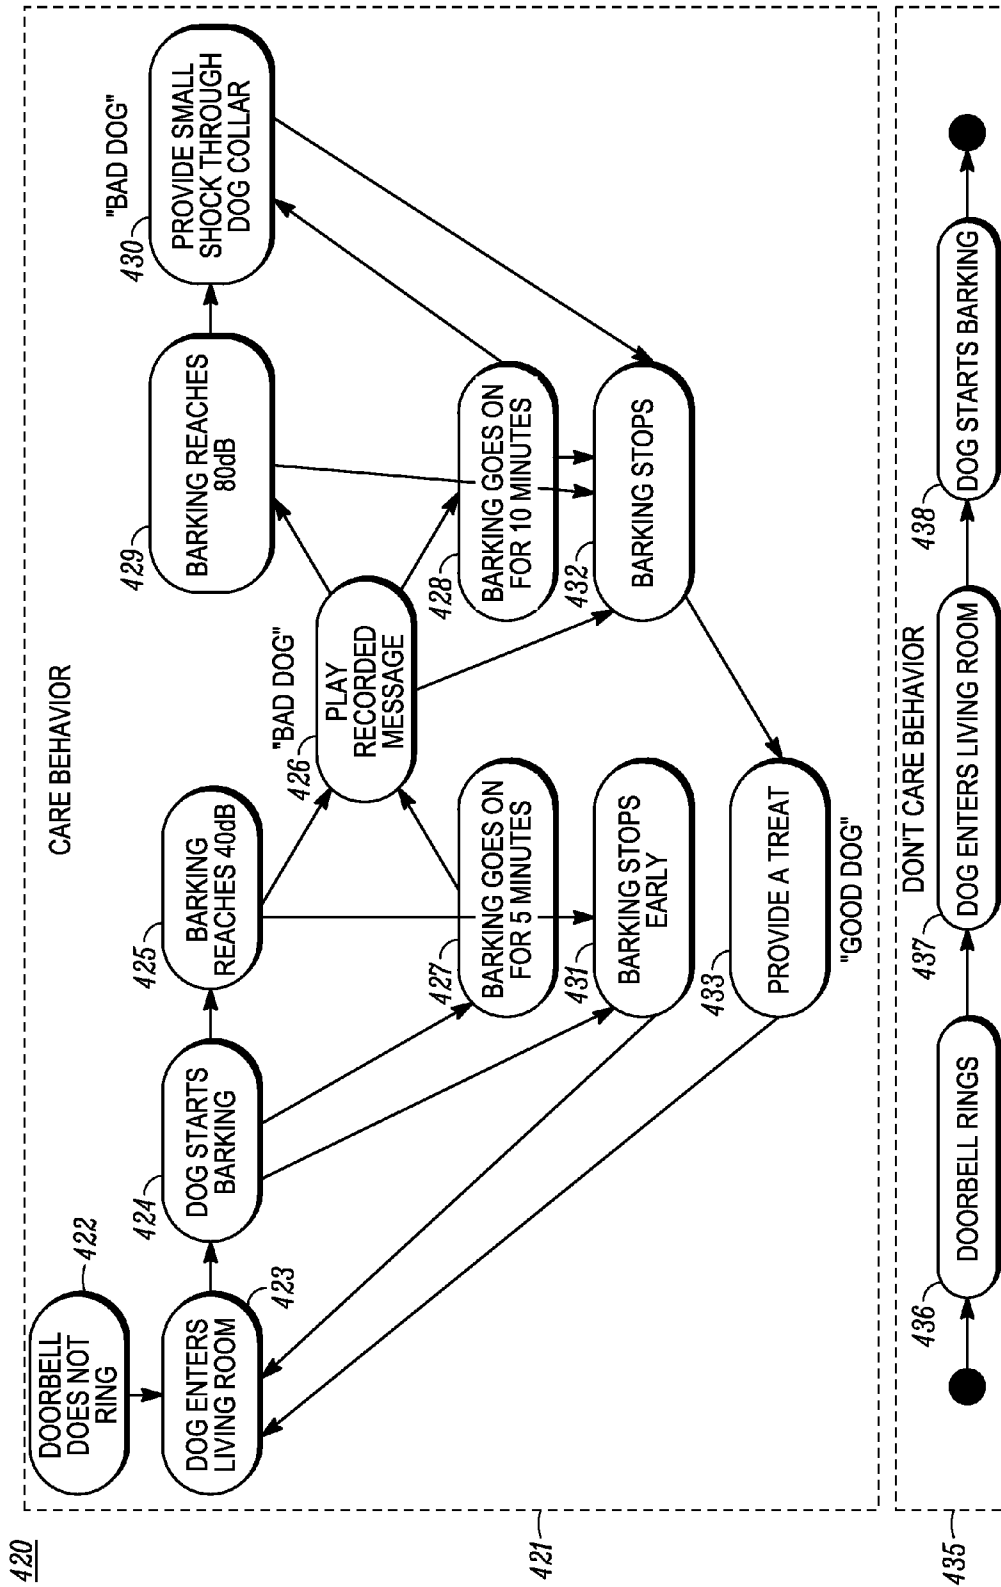 420
CARE BEHAVIOR
421
DOORBELL
DOES NOT
RING
422
DOG ENTERS
LIVING ROOM
423
424
DOG STARTS
BARKING
425
BARKING
REACHES 40dB
"BAD DOG"
426
PLAY
RECORDED
MESSAGE
427
BARKING GOES ON
FOR 5 MINUTES
428
BARKING GOES ON
FOR 10 MINUTES
429
BARKING REACHES
80dB
"BAD DOG"
430
PROVIDE SMALL
SHOCK THROUGH
DOG COLLAR
431
BARKING STOPS
EARLY
432
BARKING STOPS
433
PROVIDE A TREAT
"GOOD DOG"
435
DON'T CARE BEHAVIOR
436
DOORBELL RINGS
437
DOG ENTERS LIVING ROOM
438
DOG STARTS BARKING